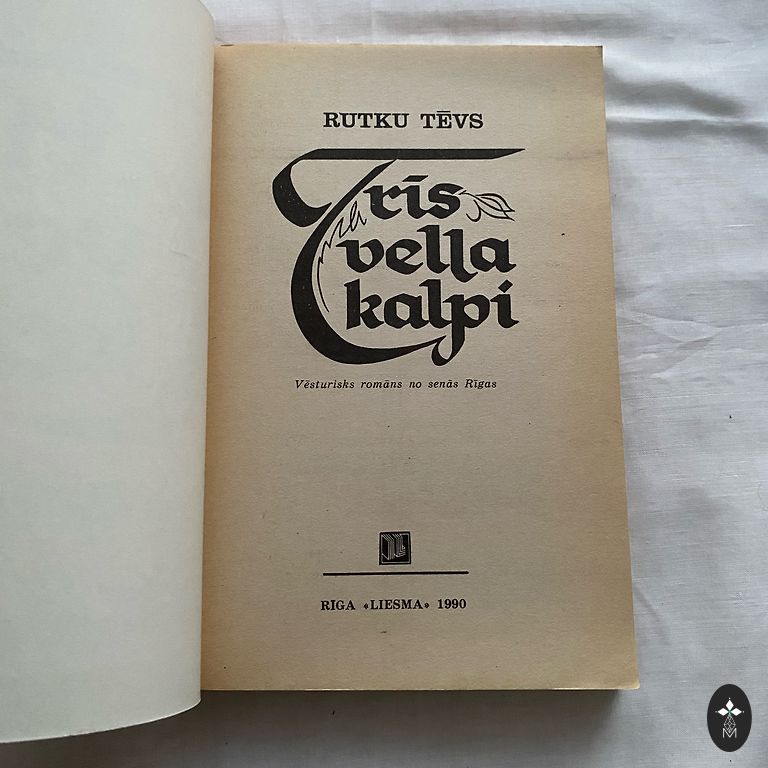 RUTKU TĒVS
Trīs
vella
kalpi
Vēsturisks romāns no senās Rīgas
RĪGA «LIESMA» 1990
M